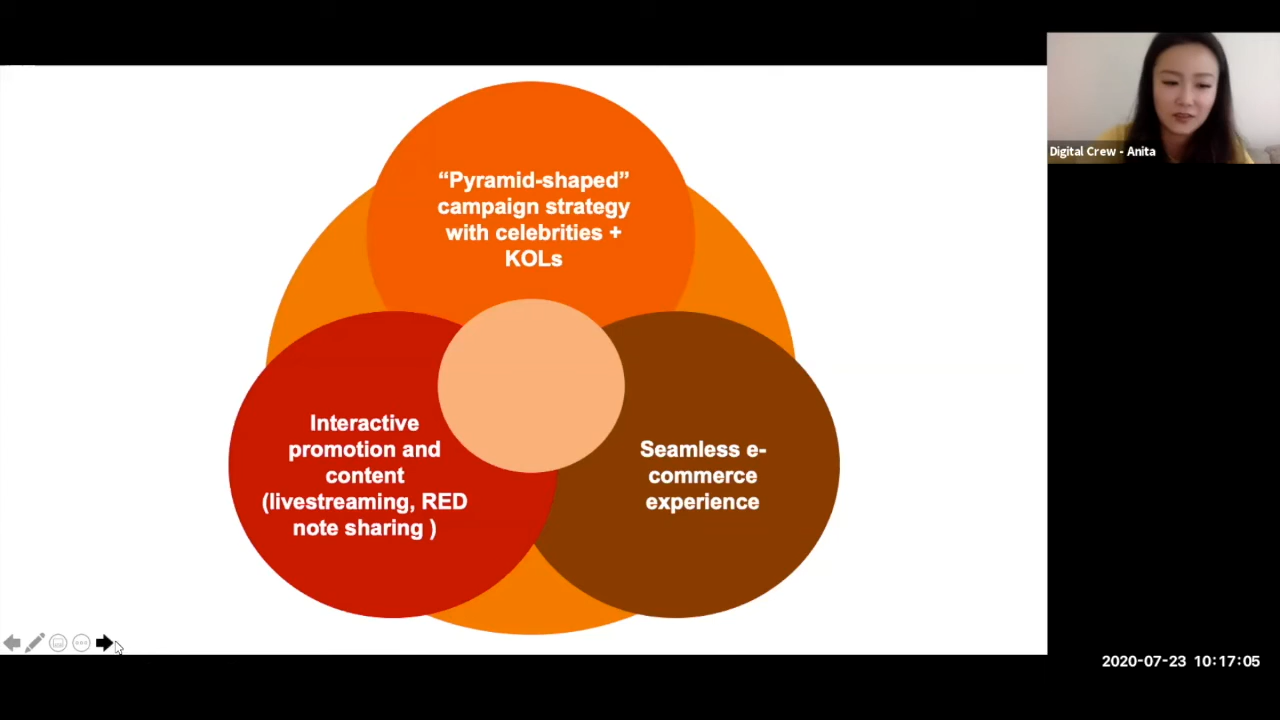 “Pyramid-shaped”
campaign strategy
with celebrities +
KOLs
Interactive
promotion and
content
(livestreaming, RED
note sharing )
Seamless e-
commerce
experience
Digital Crew - Anita
2020-07-23 10:17:05